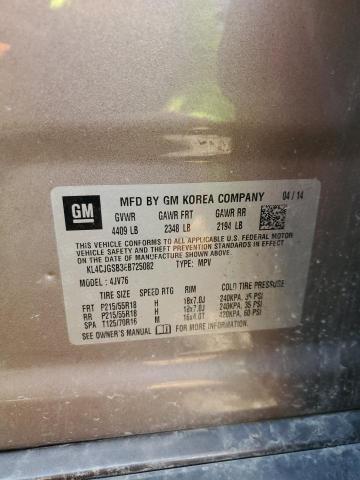 GM
MFD BY GM KOREA COMPANY 04 / 14
GVWR GAWR FRT GAWR RR
4409 LB 2348 LB 2194 LB
THIS VEHICLE CONFORMS TO ALL APPLICABLE U.S. FEDERAL MOTOR
VEHICLE SAFETY AND THEFT PREVENTION STANDARDS IN EFFECT ON
THE DATE OF MANUFACTURE SHOWN ABOVE.
KL4CJGSB3EB725082 TYPE: MPV
MODEL : 4JV76
TIRE SIZE SPEED RTG RIM COLD TIRE PRESSURE
FRT P215/55R18 H 18x7.0J 240KPA, 35 PSI
RR P215/55R18 H 18x7.0J 240KPA, 35 PSI
SPA T125/70R16 M 16x4.0T 420KPA, 60 PSI
SEE OWNER'S MANUAL FOR MORE INFORMATION